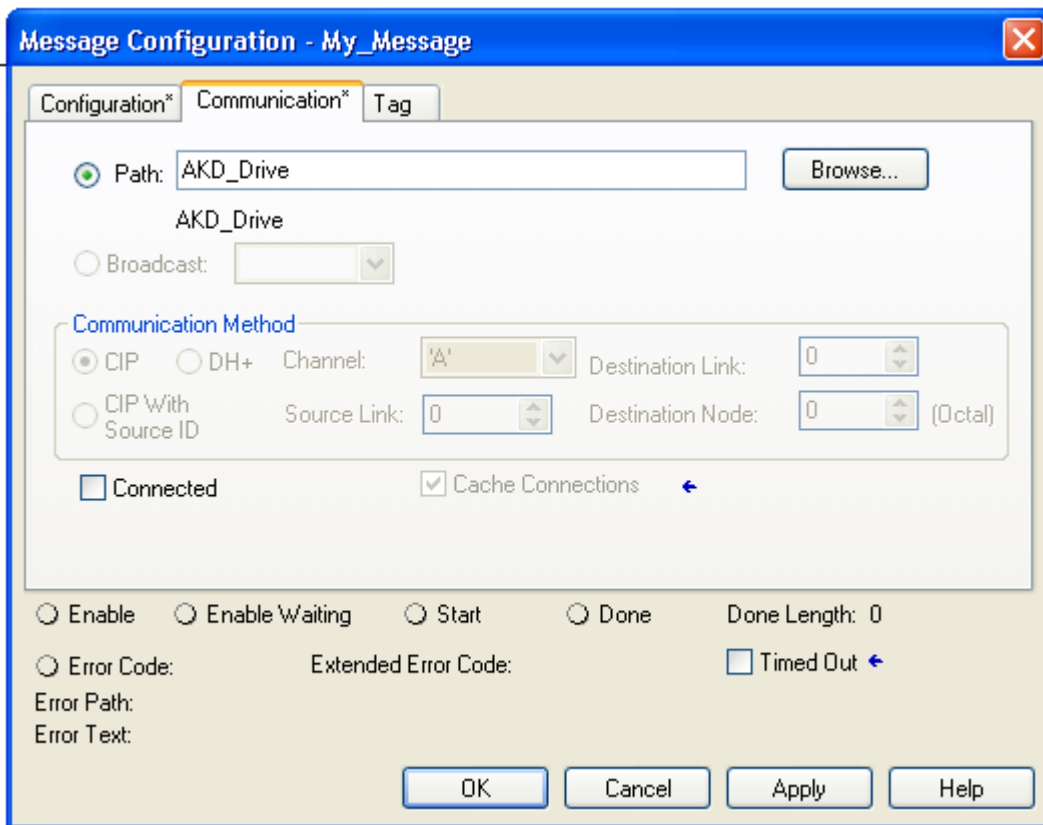 Message Configuration - My_Message
Configuration* Communication* Tag
Path: AKD_Drive Browse...
AKD_Drive
Broadcast:
Communication Method
CIP DH+ Channel: 'A' Destination Link: 0
CIP With Source ID Source Link: 0 Destination Node: 0 (Octal)
Connected Cache Connections
Enable Enable Waiting Start Done Done Length: 0
Error Code: Extended Error Code: Timed Out
Error Path:
Error Text:
OK Cancel Apply Help